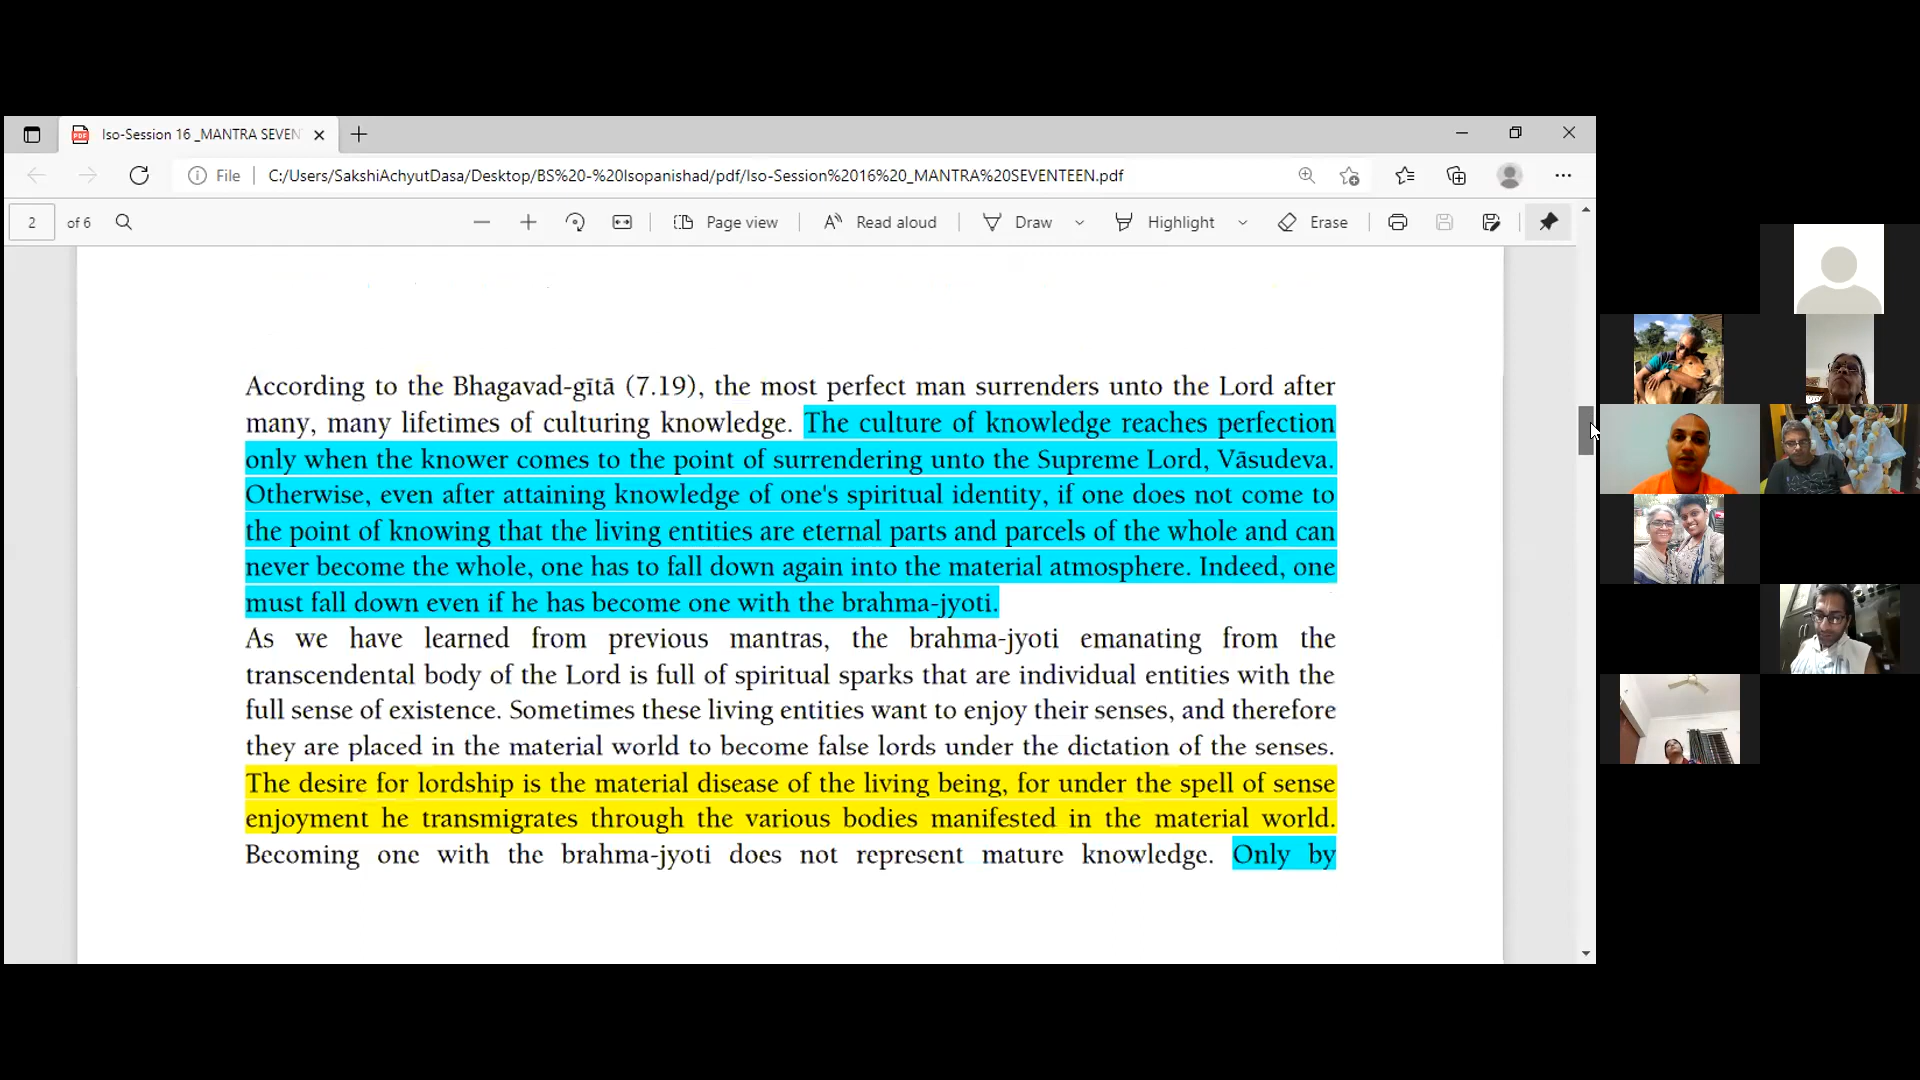 Iso-Session 16 _MANTRA SEVEN
File
C:/Users/SakshiAchyutDasa/Desktop/BS%20-%20Isopanishad/pdf/Iso-Session%2016%20_MANTRA%20SEVENTEEN.pdf
2 of 6
Page view
Read aloud
Draw
Highlight
Erase
According to the Bhagavad-gītā (7.19), the most perfect man surrenders unto the Lord after
many, many lifetimes of culturing knowledge. The culture of knowledge reaches perfection
only when the knower comes to the point of surrendering unto the Supreme Lord, Vāsudeva.
Otherwise, even after attaining knowledge of one's spiritual identity, if one does not come to
the point of knowing that the living entities are eternal parts and parcels of the whole and can
never become the whole, one has to fall down again into the material atmosphere. Indeed, one
must fall down even if he has become one with the brahma-jyoti.
As we have learned from previous mantras, the brahma-jyoti emanating from the
transcendental body of the Lord is full of spiritual sparks that are individual entities with the
full sense of existence. Sometimes these living entities want to enjoy their senses, and therefore
they are placed in the material world to become false lords under the dictation of the senses.
The desire for lordship is the material disease of the living being, for under the spell of sense
enjoyment he transmigrates through the various bodies manifested in the material world.
Becoming one with the brahma-jyoti does not represent mature knowledge. Only by